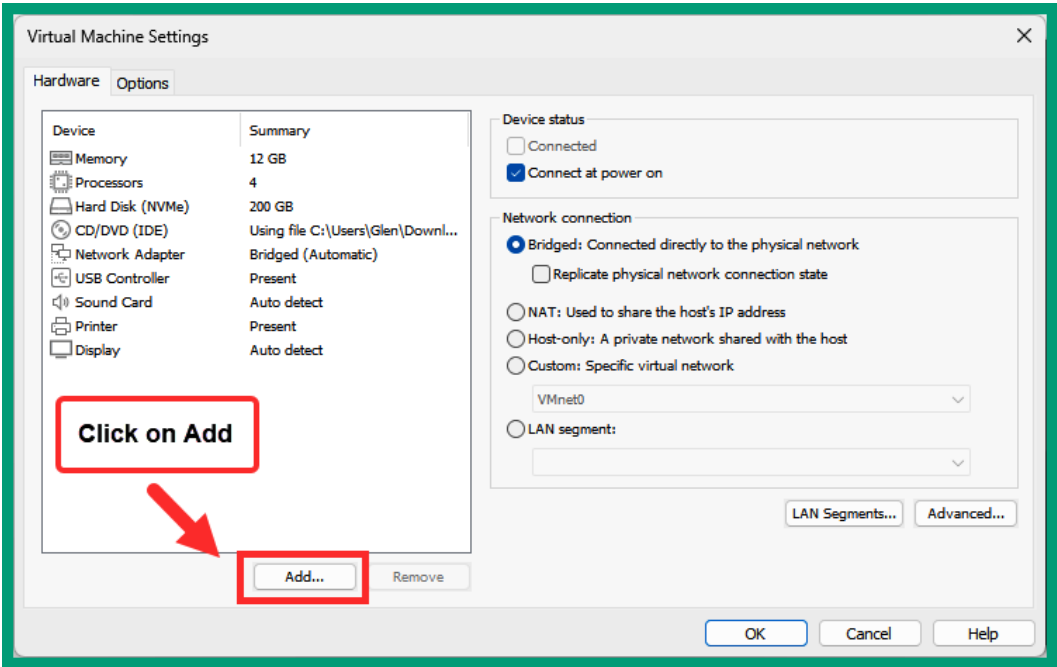 Virtual Machine Settings
Hardware Options
Device Summary
Memory 12 GB
Processors 4
Hard Disk (NVMe) 200 GB
CD/DVD (IDE) Using file C:\Users\Glen\Downl...
Network Adapter Bridged (Automatic)
USB Controller Present
Sound Card Auto detect
Printer Present
Display Auto detect
Click on Add
Add... Remove
Device status
Connected
Connect at power on
Network connection
Bridged: Connected directly to the physical network
Replicate physical network connection state
NAT: Used to share the host's IP address
Host-only: A private network shared with the host
Custom: Specific virtual network
VMnet0
LAN segment:
LAN Segments... Advanced...
OK Cancel Help